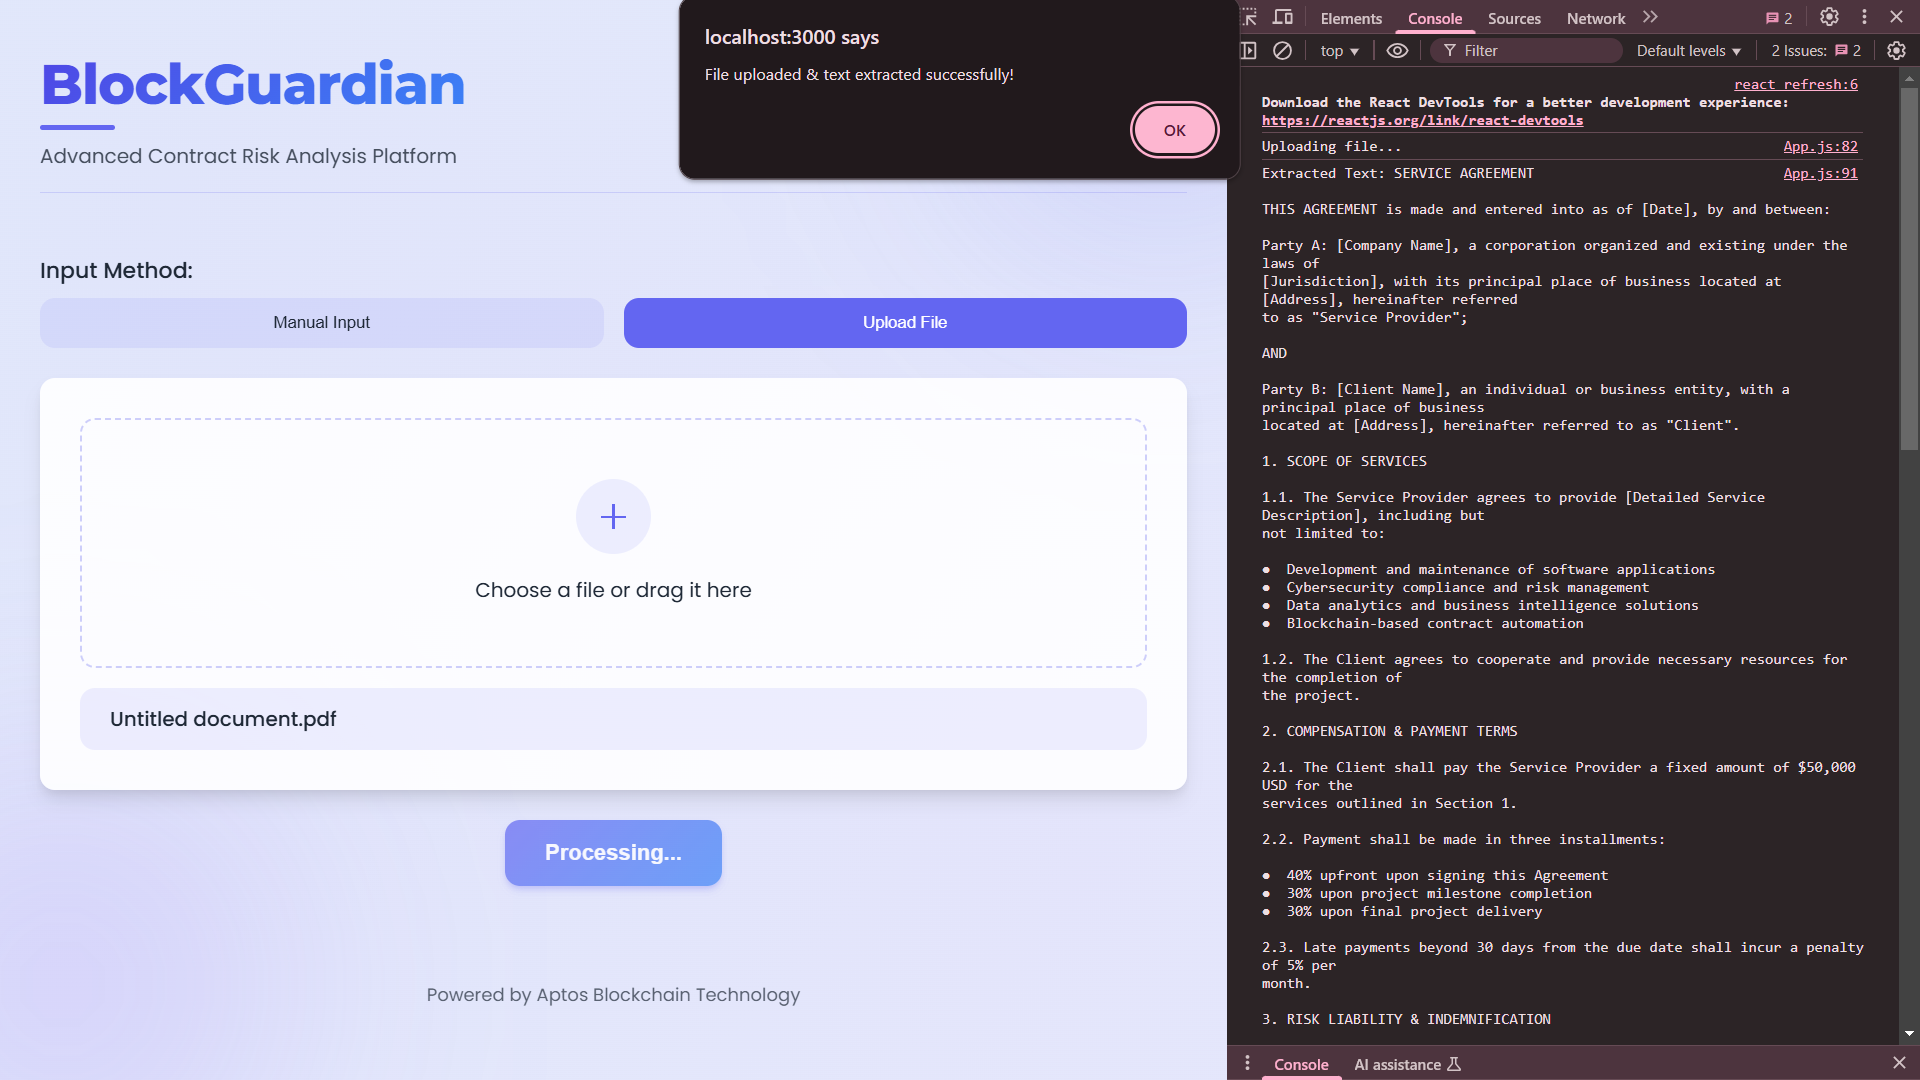 BlockGuardian
Advanced Contract Risk Analysis Platform
localhost:3000 says
File uploaded & text extracted successfully!
OK
Input Method:
Manual Input
Upload File
Choose a file or drag it here
Untitled document.pdf
Processing...
Powered by Aptos Blockchain Technology
Elements
Console
Sources
Network
2
top
Filter
Default levels
2 Issues:
2
react refresh:6
Download the React DevTools for a better development experience:
https://reactjs.org/link/react-devtools
Uploading file... App.js:82
Extracted Text: SERVICE AGREEMENT App.js:91
THIS AGREEMENT is made and entered into as of [Date], by and between:
Party A: [Company Name], a corporation organized and existing under the
laws of
[Jurisdiction], with its principal place of business located at
[Address], hereinafter referred
to as "Service Provider";
AND
Party B: [Client Name], an individual or business entity, with a
principal place of business
located at [Address], hereinafter referred to as "Client".
1. SCOPE OF SERVICES
1.1. The Service Provider agrees to provide [Detailed Service
Description], including but
not limited to:
● Development and maintenance of software applications
● Cybersecurity compliance and risk management
● Data analytics and business intelligence solutions
● Blockchain-based contract automation
1.2. The Client agrees to cooperate and provide necessary resources for
the completion of
the project.
2. COMPENSATION & PAYMENT TERMS
2.1. The Client shall pay the Service Provider a fixed amount of $50,000
USD for the
services outlined in Section 1.
2.2. Payment shall be made in three installments:
● 40% upfront upon signing this Agreement
● 30% upon project milestone completion
● 30% upon final project delivery
2.3. Late payments beyond 30 days from the due date shall incur a penalty
of 5% per
month.
3. RISK LIABILITY & INDEMNIFICATION
Console
AI assistance